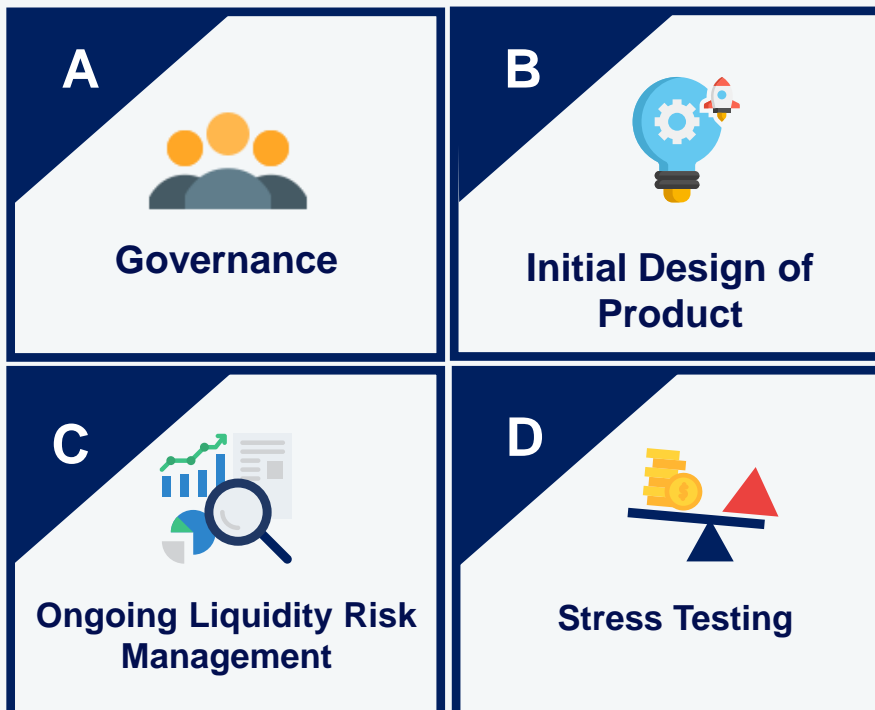 A
Governance
B
Initial Design of
Product
C
Ongoing Liquidity Risk
Management
D
$
Stress Testing